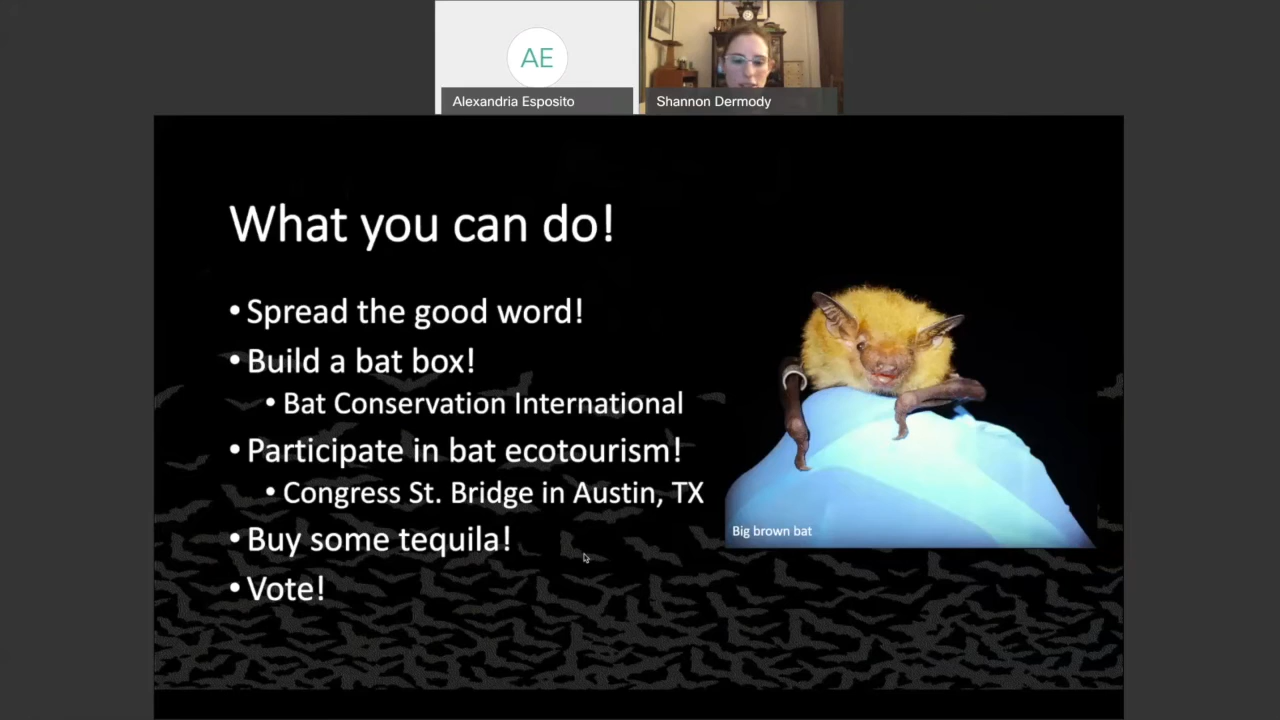 AE
Alexandria Esposito
Shannon Dermody
What you can do!
• Spread the good word!
• Build a bat box!
• Bat Conservation International
• Participate in bat ecotourism!
• Congress St. Bridge in Austin, TX
• Buy some tequila!
• Vote!
Big brown bat